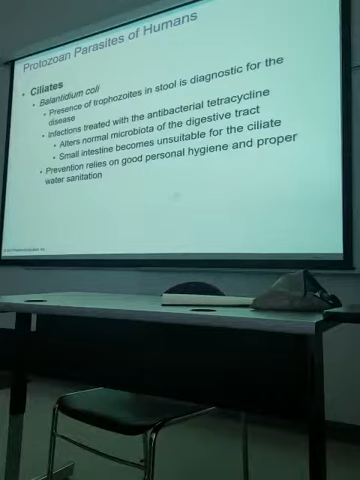 Protozoan Parasites of Humans
• Ciliates
• Balantidium coli
• Presence of trophozoites in stool is diagnostic for the
disease
• Infections treated with the antibacterial tetracycline
• Alters normal microbiota of the digestive tract
• Small intestine becomes unsuitable for the ciliate
• Prevention relies on good personal hygiene and proper
water sanitation